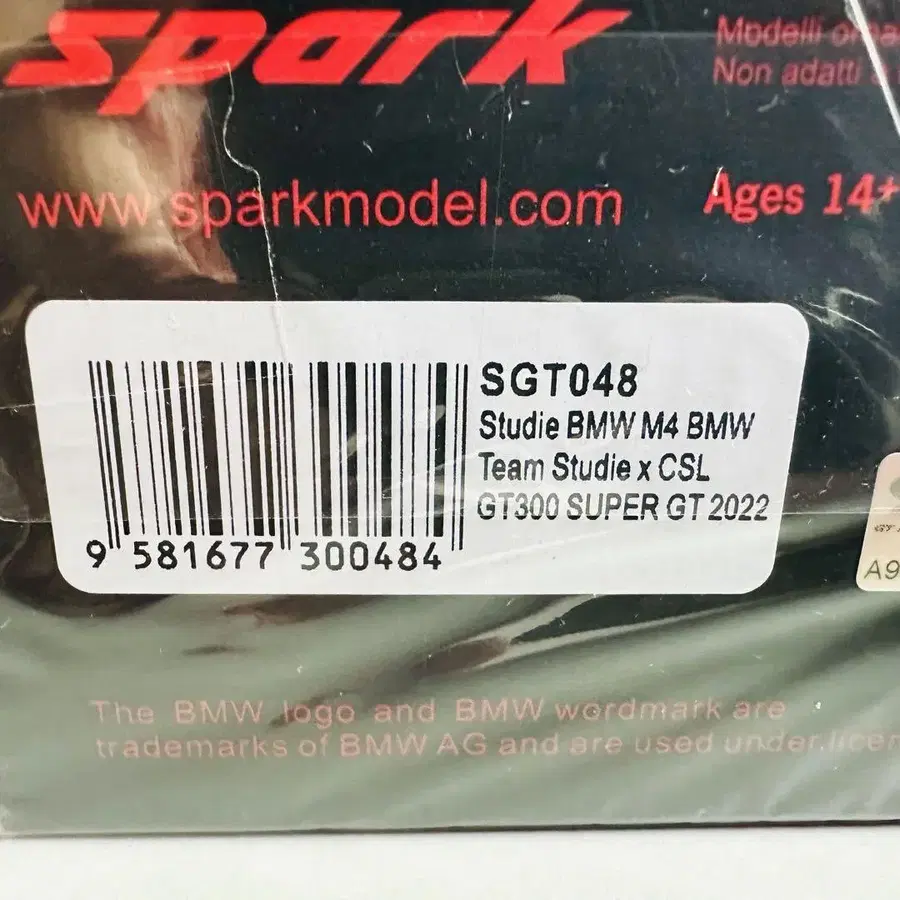 spark
Modelli
Non adatti a
www.sparkmodel.com
Ages 14+
SGT048
Studie BMW M4 BMW
Team Studie x CSL
GT300 SUPER GT 2022
9 581677 300484
A9
The BMW logo and BMW wordmark are
trademarks of BMW AG and are used under